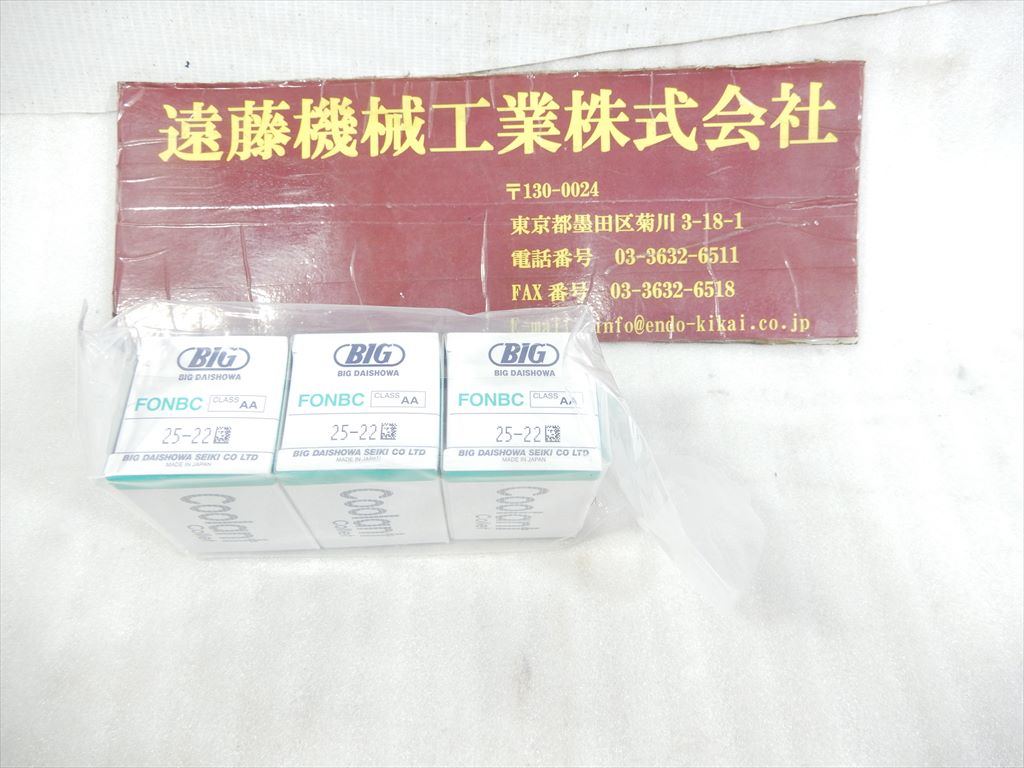 遠藤機械工業株式会社
〒130-0024
東京都墨田区菊川 3-18-1
電話番号 03-3632-6511
FAX 番号 03-3632-6518
E-mail info@endo-kikai.co.jp
BIG
BIG DAISHOWA
FONBC CLASS AA
25-22
BIG DAISHOWA SEIKI CO LTD
MADE IN JAPAN
Coolant
Collet
BIG
BIG DAISHOWA
FONBC CLASS AA
25-22
BIG DAISHOWA SEIKI CO LTD
MADE IN JAPAN
Coolant
Collet
BIG
BIG DAISHOWA
FONBC CLASS AA
25-22
BIG DAISHOWA SEIKI CO LTD
MADE IN JAPAN
Coolant
Collet